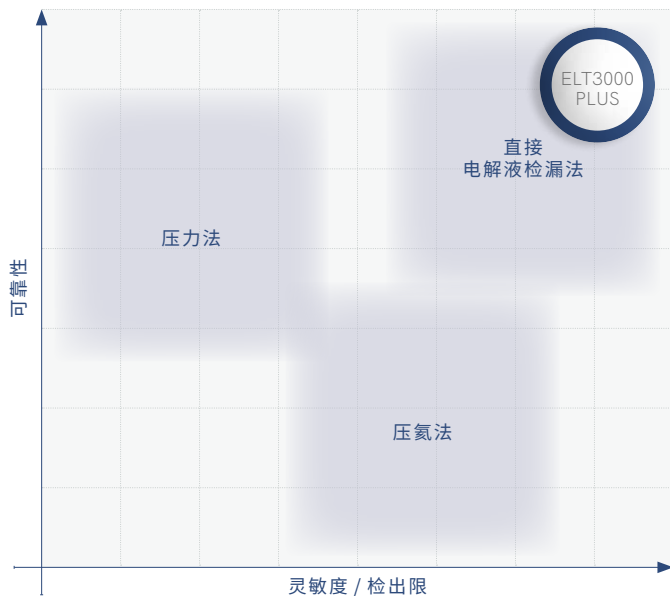 ELT3000
PLUS
直接
电解液检漏法
压力法
可靠性
压氦法
灵敏度 / 检出限